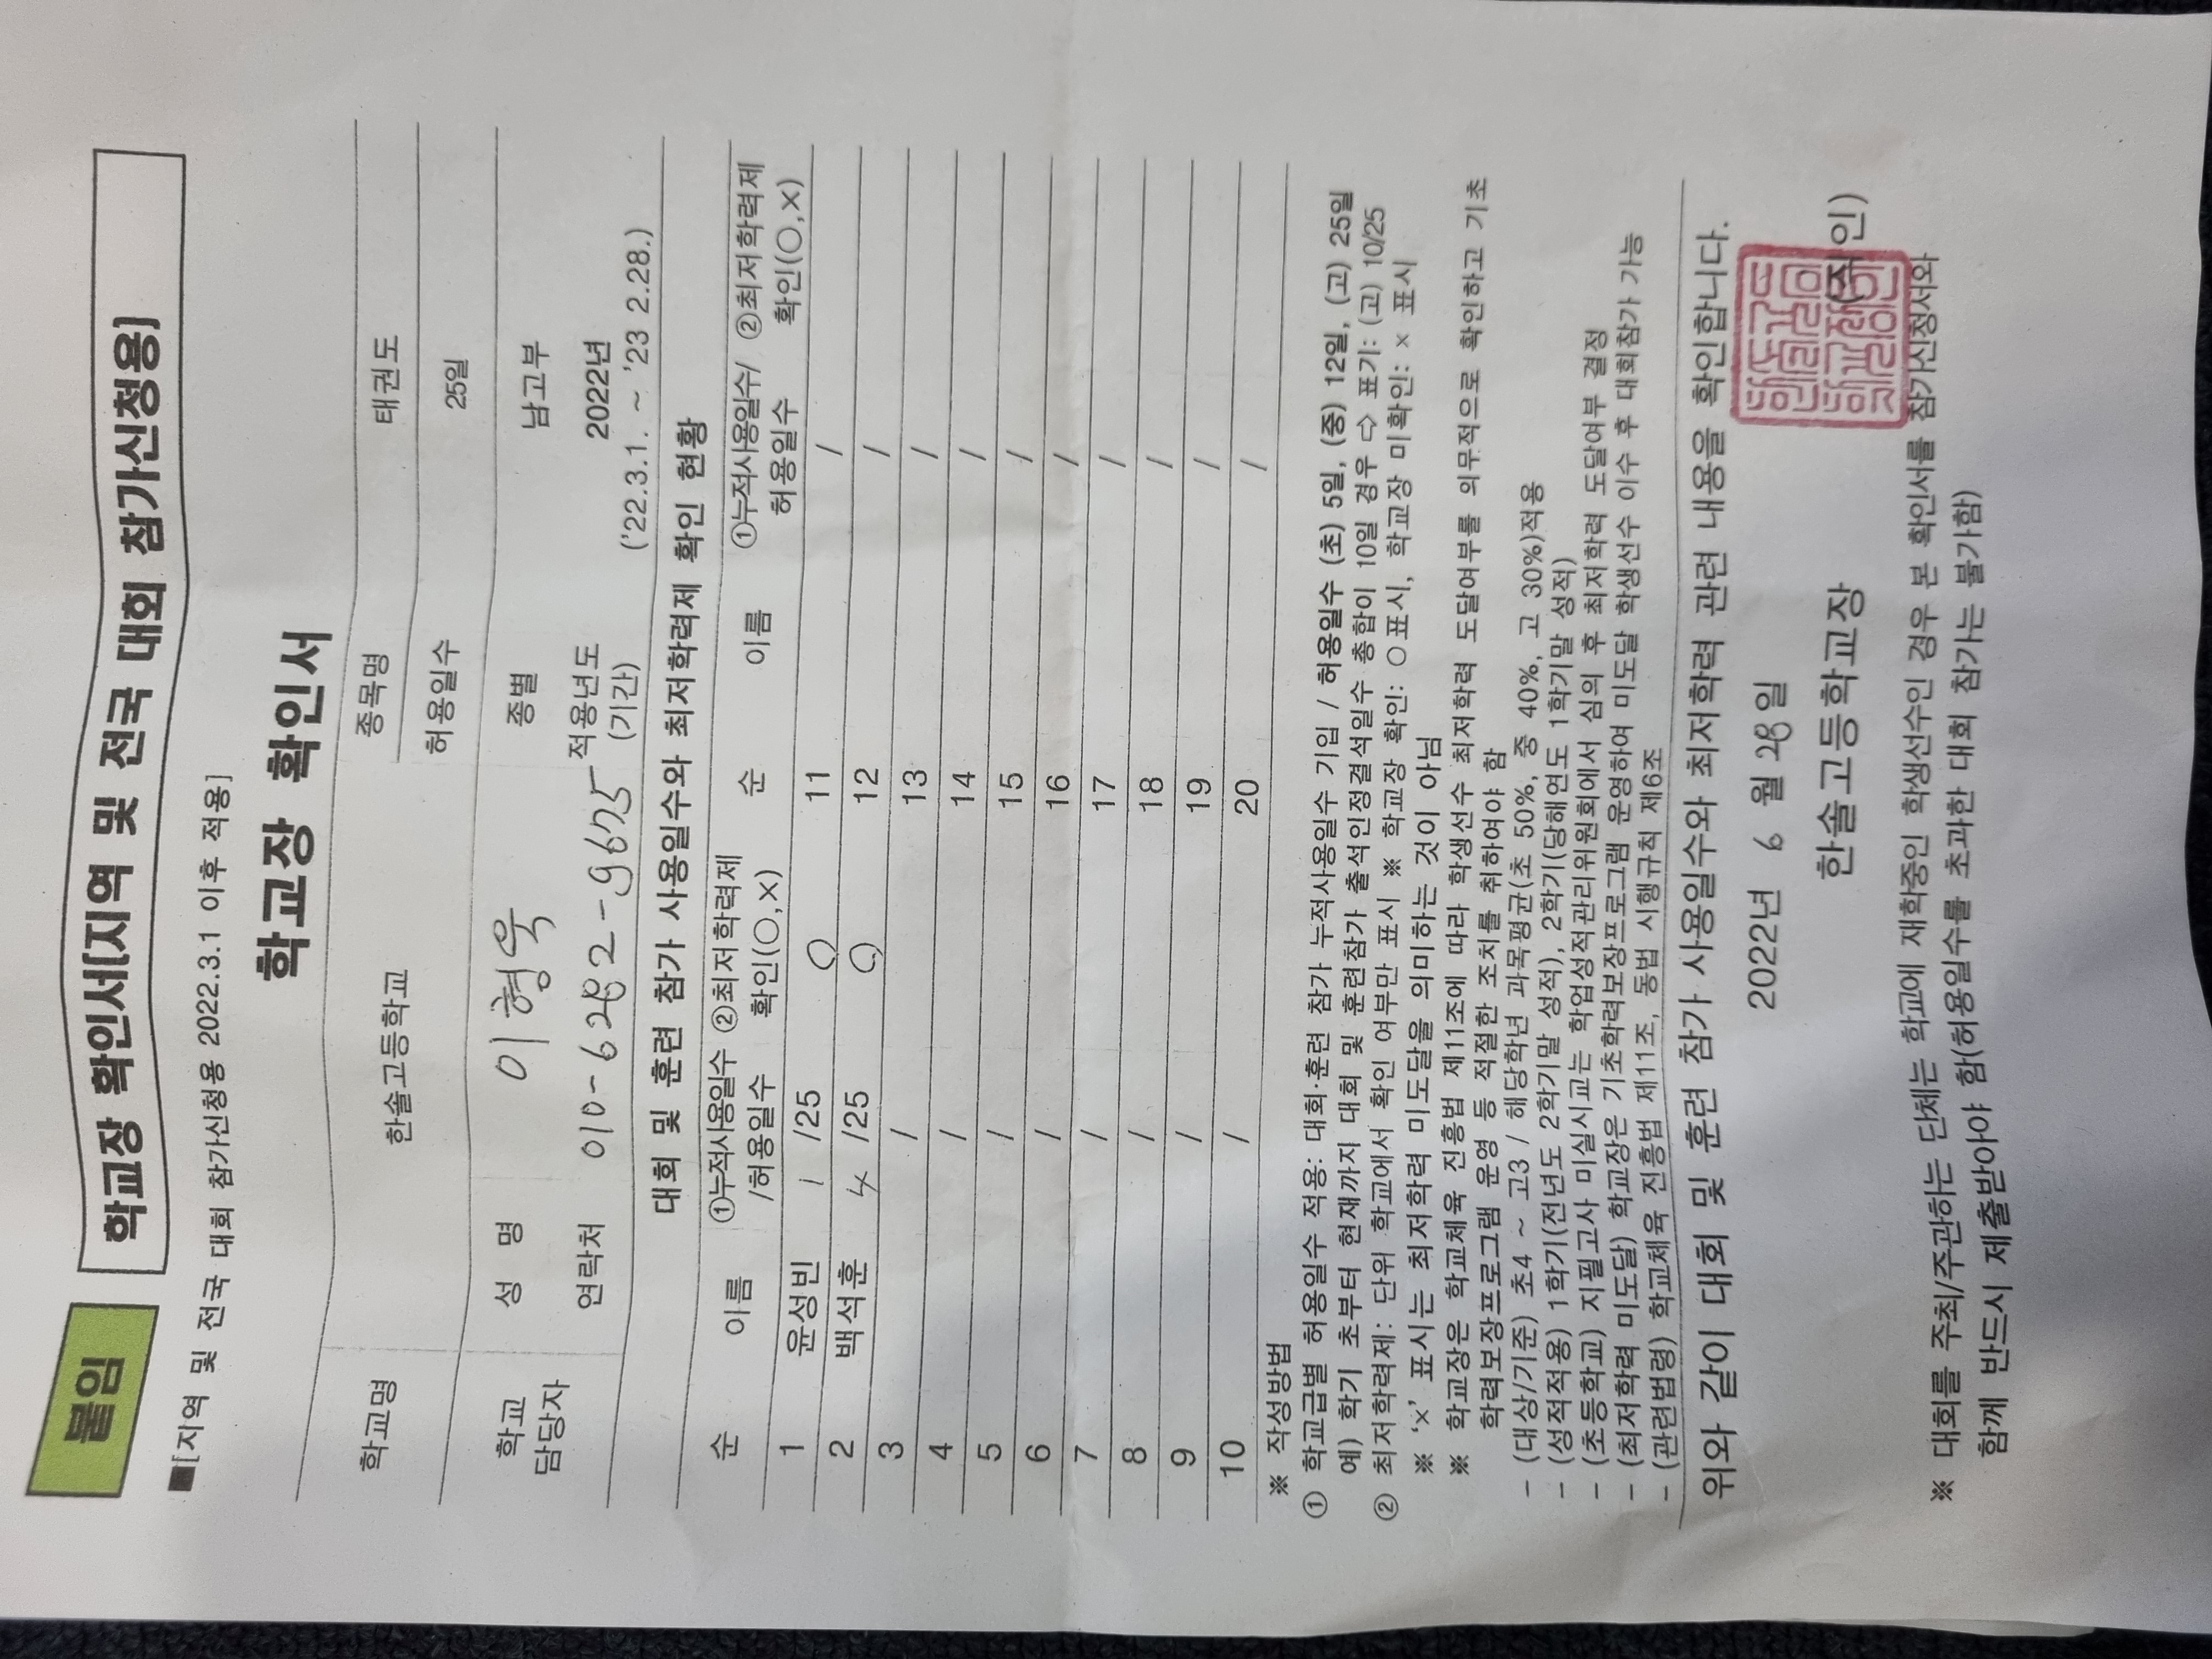 붙임
학교장 확인서[지역 및 전국 대회 참가신청용]
■[지역 및 전국 대회 참가신청용 2022.3.1 이후 적용]
학교장 확인서
학교명 한솔고등학교 종목명 태권도
허용일수 25일
학교 담당자 성 명 이형욱 종별 남고부
연락처 010-6282-9675 적용년도 (기간) 2022년 ('22.3.1. ~ '23 2.28.)
대회 및 훈련 참가 사용일수와 최저학력제 확인 현황
순 이름 ①누적사용일수 /허용일수 ②최저학력제 확인(○,×) 순 이름 ①누적사용일수/ 허용일수 ②최저학력제 확인(○,×)
1 윤성빈 1 /25 ○ 11 /
2 백석훈 4 /25 ○ 12 /
3 / 13 /
4 / 14 /
5 / 15 /
6 / 16 /
7 / 17 /
8 / 18 /
9 / 19 /
10 / 20 /
※ 작성방법
① 학교급별 허용일수 적용: 대회·훈련 참가 누적사용일수 기입 / 허용일수 (초) 5일, (중) 12일, (고) 25일
예) 학기 초부터 현재까지 대회 및 훈련참가 출석인정결석일수 총합이 10일 경우 ⇨ 표기: (고) 10/25
② 최저학력제: 단위 학교에서 확인 여부만 표시 ※ 학교장 확인: ○ 표시, 학교장 미확인: × 표시
※ '×' 표시는 최저학력 미도달을 의미하는 것이 아님
※ 학교장은 학교체육 진흥법 제11조에 따라 학생선수 최저학력 도달여부를 의무적으로 확인하고 기초
학력보장프로그램 운영 등 적절한 조치를 취하여야 함
- (대상/기준) 초4 ~ 고3 / 해당학년 과목평균(초 50%, 중 40%, 고 30%)적용
- (성적적용) 1학기(전년도 2학기말 성적), 2학기(당해연도 1학기말 성적)
- (초등학교) 지필고사 미실시교는 학업성적관리위원회에서 심의 후 최저학력 도달여부 결정
- (최저학력 미도달) 학교장은 기초학력보장프로그램 운영하여 미도달 학생선수 이수 후 대회참가 가능
- (관련법령) 학교체육 진흥법 제11조, 동법 시행규칙 제6조
위와 같이 대회 및 훈련 참가 사용일수와 최저학력 관련 내용을 확인합니다.
2022년 6 월 28일
한솔고등학교장 (직인)
한솔고등학교장의직인
※ 대회를 주최/주관하는 단체는 학교에 재학중인 학생선수인 경우 본 확인서를 참가신청서와
함께 반드시 제출받아야 함(허용일수를 초과한 대회 참가는 불가함)